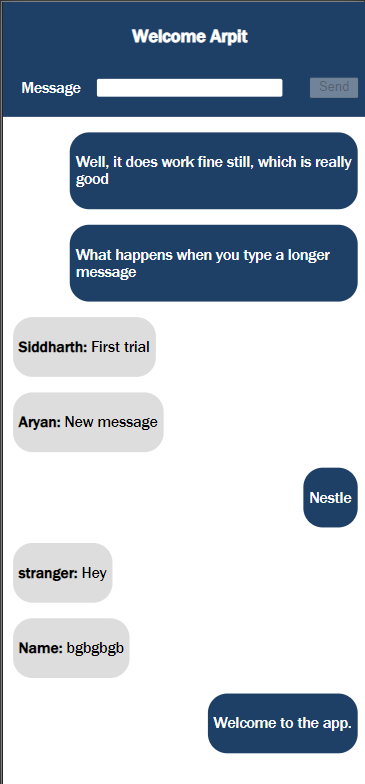 Welcome Arpit
Message
Send
Well, it does work fine still, which is really
good
What happens when you type a longer
message
Siddharth: First trial
Aryan: New message
Nestle
stranger: Hey
Name: bgbgbgb
Welcome to the app.